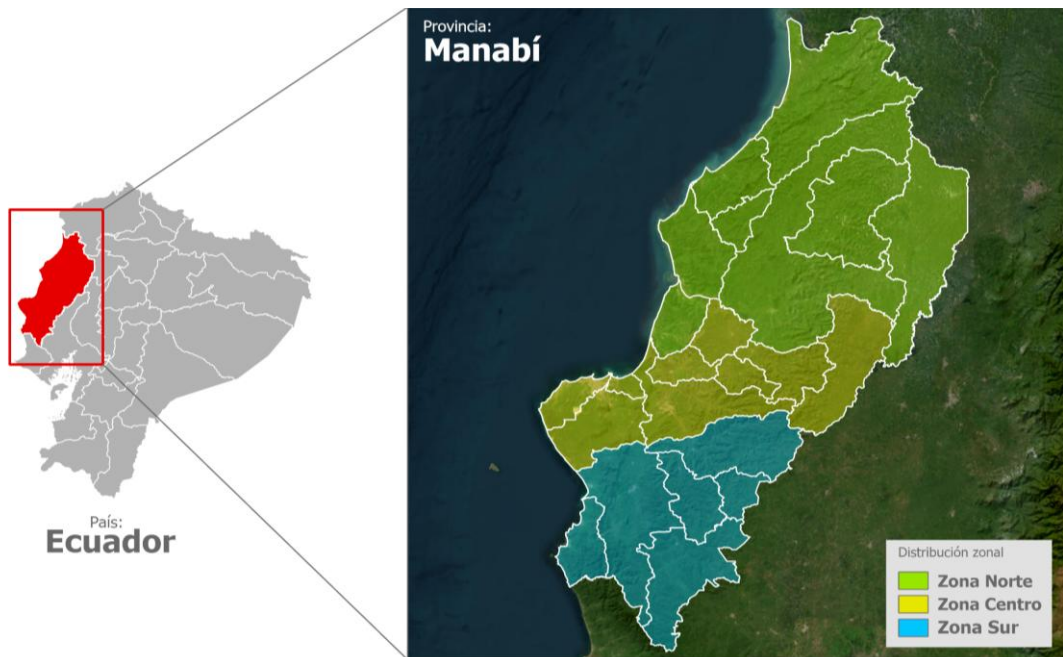 Provincia:
Manabí
País:
Ecuador
Distribución zonal
Zona Norte
Zona Centro
Zona Sur